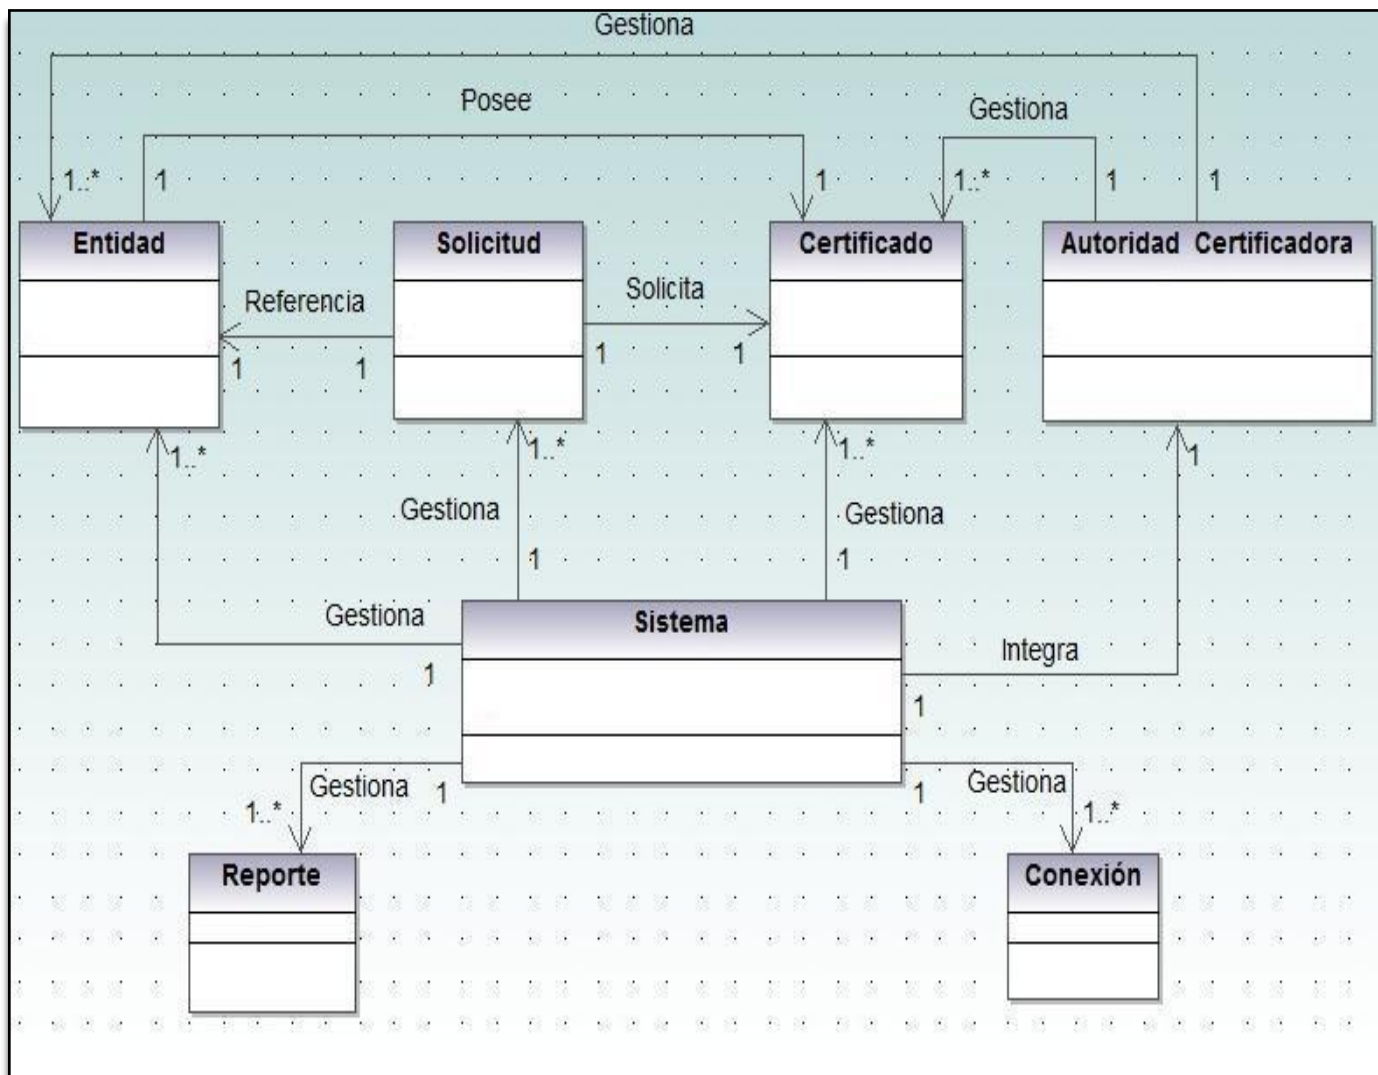 Gestiona
Posee
Gestiona
1..*
1
1
1..*
1
1
Entidad
Solicitud
Certificado
Autoridad Certificadora
Referencia
Solicita
1
1
1
1
1..*
1..*
1..*
1
Gestiona
Gestiona
1
1
Gestiona
Sistema
Integra
1
1
Gestiona
1
1
Gestiona
1..*
1..*
Reporte
Conexión